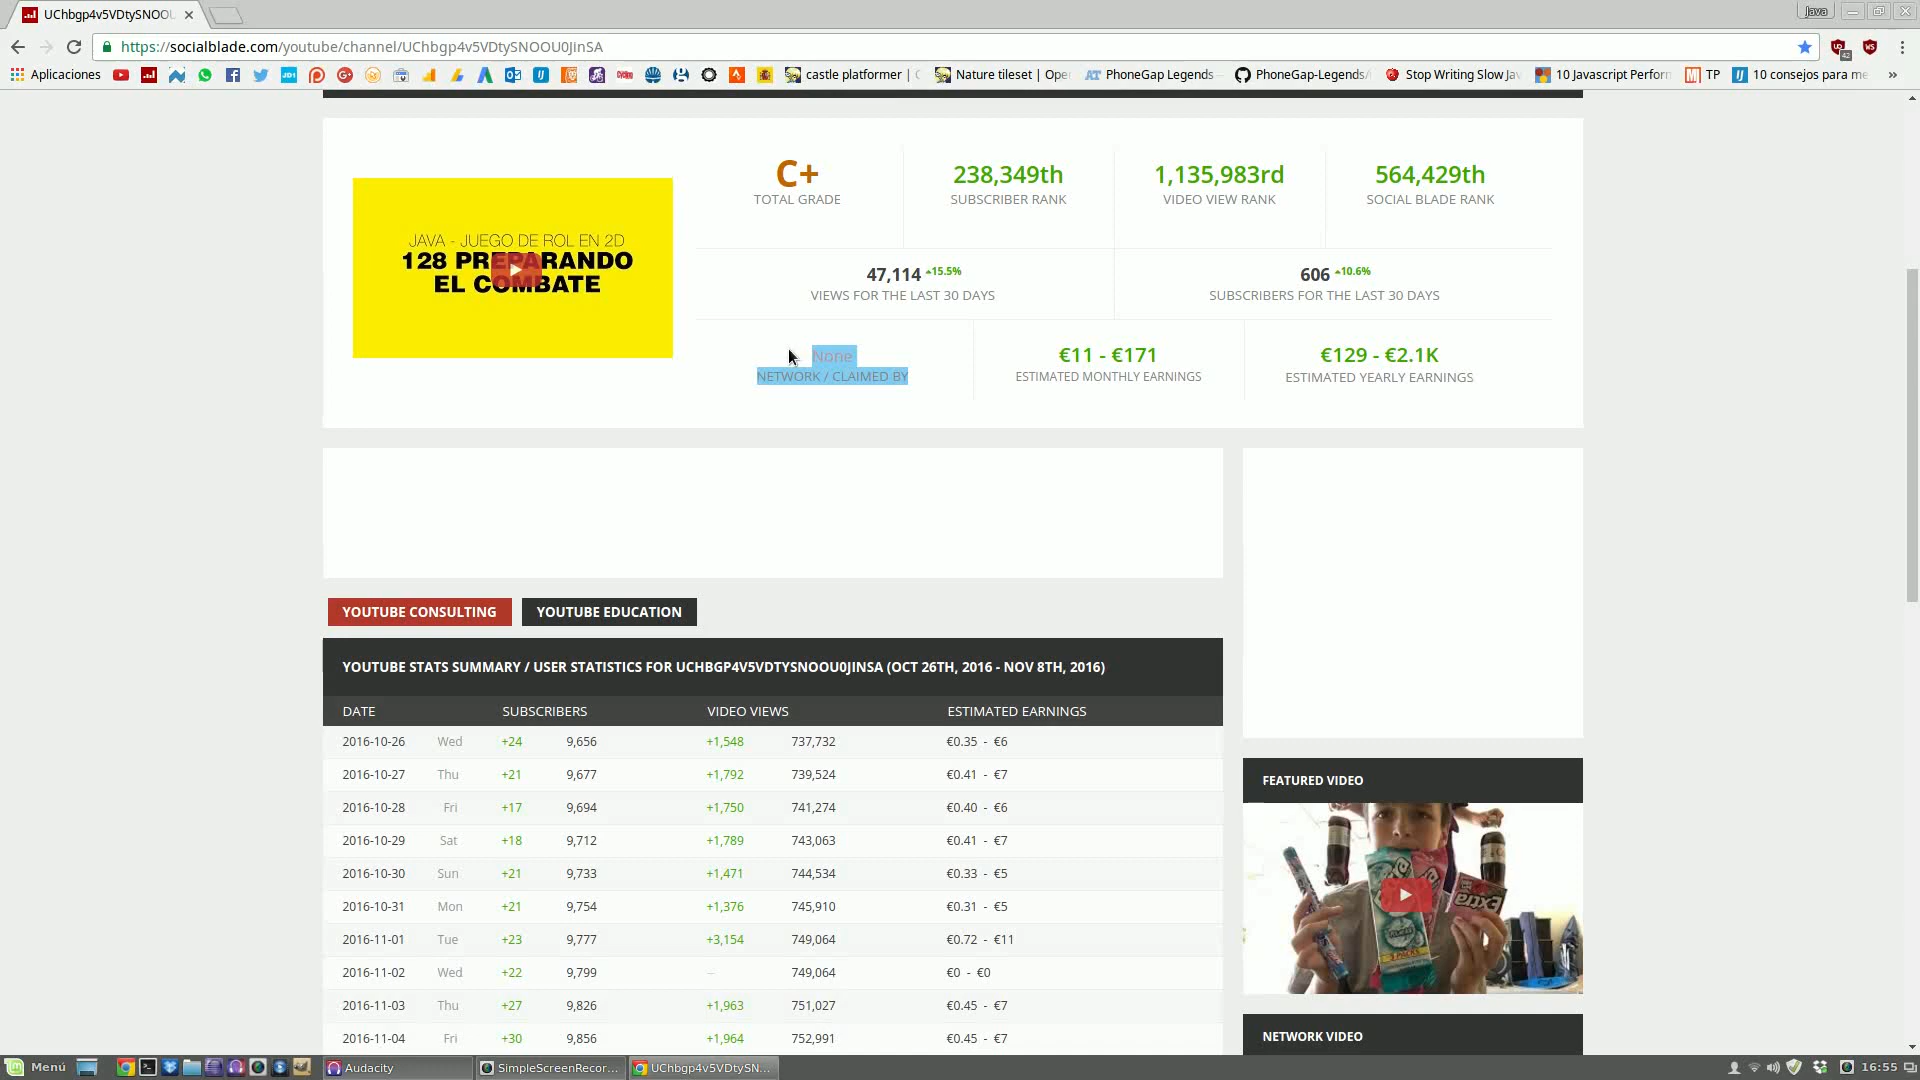 UChbgp4v5VDtySNOOU
Java
https://socialblade.com/youtube/channel/UChbgp4v5VDtySNOOU0JinSA
Aplicaciones
castle platformer |
Nature tileset | Ope
PhoneGap Legends
PhoneGap-Legends/
Stop Writing Slow Jav
10 Javascript Perform
TP
10 consejos para me
C+
TOTAL GRADE
238,349th
SUBSCRIBER RANK
1,135,983rd
VIDEO VIEW RANK
564,429th
SOCIAL BLADE RANK
JAVA - JUEGO DE ROL EN 2D
128 PREPARANDO
EL COMBATE
47,114 15.5%
VIEWS FOR THE LAST 30 DAYS
606 10.6%
SUBSCRIBERS FOR THE LAST 30 DAYS
None
NETWORK / CLAIMED BY
€11 - €171
ESTIMATED MONTHLY EARNINGS
€129 - €2.1K
ESTIMATED YEARLY EARNINGS
YOUTUBE CONSULTING YOUTUBE EDUCATION
YOUTUBE STATS SUMMARY / USER STATISTICS FOR UCHBGP4V5VDTYSNOOU0JINSA (OCT 26TH, 2016 - NOV 8TH, 2016)
DATE SUBSCRIBERS VIDEO VIEWS ESTIMATED EARNINGS
2016-10-26 Wed +24 9,656 +1,548 737,732 €0.35 - €6
2016-10-27 Thu +21 9,677 +1,792 739,524 €0.41 - €7
2016-10-28 Fri +17 9,694 +1,750 741,274 €0.40 - €6
2016-10-29 Sat +18 9,712 +1,789 743,063 €0.41 - €7
2016-10-30 Sun +21 9,733 +1,471 744,534 €0.33 - €5
2016-10-31 Mon +21 9,754 +1,376 745,910 €0.31 - €5
2016-11-01 Tue +23 9,777 +3,154 749,064 €0.72 - €11
2016-11-02 Wed +22 9,799 -- 749,064 €0 - €0
2016-11-03 Thu +27 9,826 +1,963 751,027 €0.45 - €7
2016-11-04 Fri +30 9,856 +1,964 752,991 €0.45 - €7
FEATURED VIDEO
extra
NETWORK VIDEO
Menú
Audacity
SimpleScreenRecor...
UChbgp4v5VDtySN...
16:55